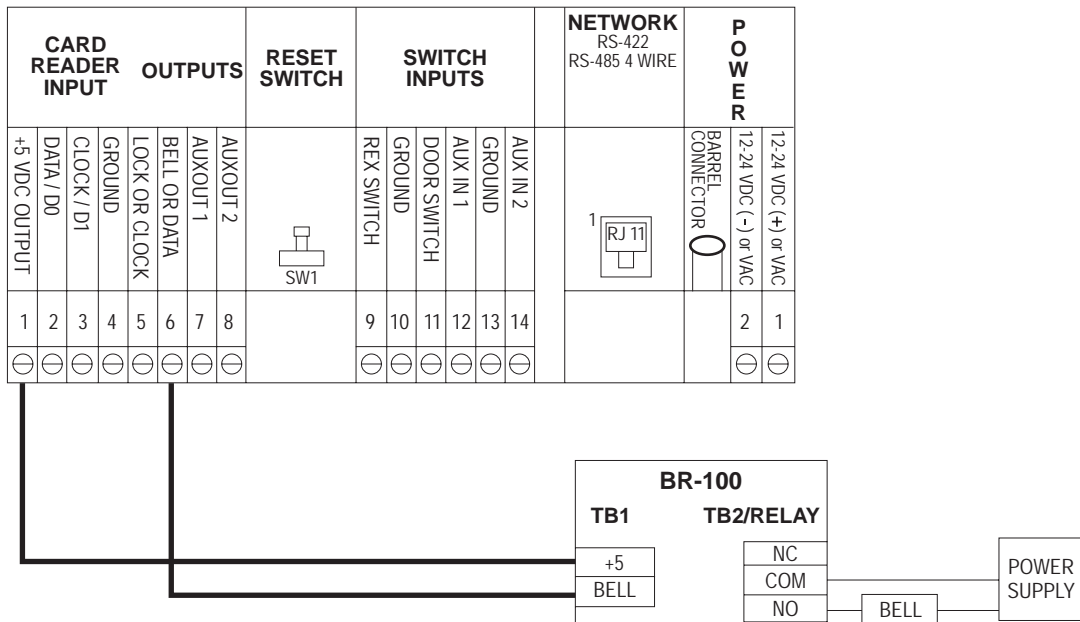 CARD
READER
INPUT
OUTPUTS
RESET
SWITCH
SWITCH
INPUTS
NETWORK
RS-422
RS-485 4 WIRE
P
O
W
E
R
+5 VDC OUTPUT
DATA / D0
CLOCK / D1
GROUND
LOCK OR CLOCK
BELL OR DATA
AUXOUT 1
AUXOUT 2
SW1
REX SWITCH
GROUND
DOOR SWITCH
AUX IN 1
GROUND
AUX IN 2
1
RJ 11
BARREL
CONNECTOR
12-24 VDC (-) or VAC
12-24 VDC (+) or VAC
1 2 3 4 5 6 7 8 9 10 11 12 13 14 2 1
BR-100
TB1 TB2/RELAY
+5
BELL
NC
COM
NO
BELL
POWER
SUPPLY